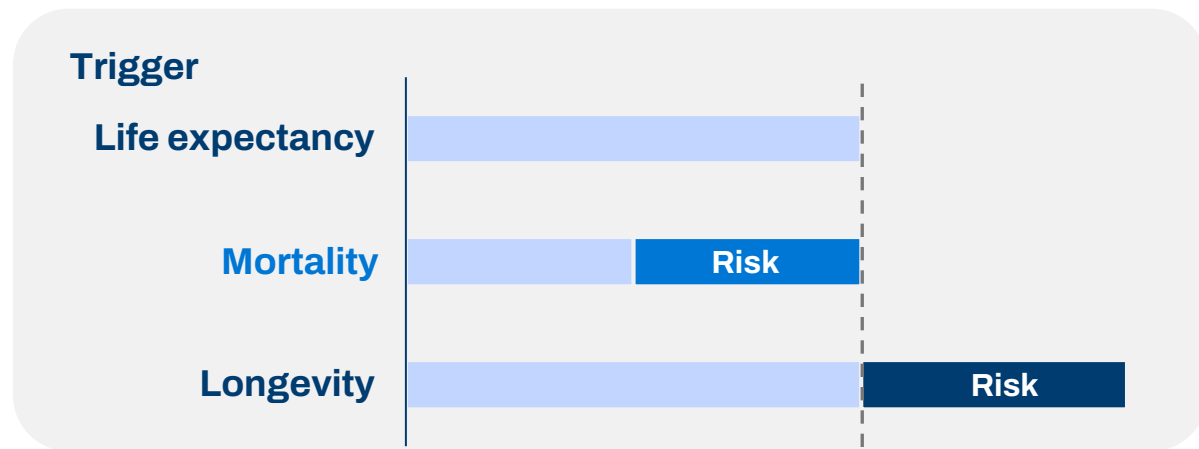 Trigger
Life expectancy
Mortality
Risk
Longevity
Risk